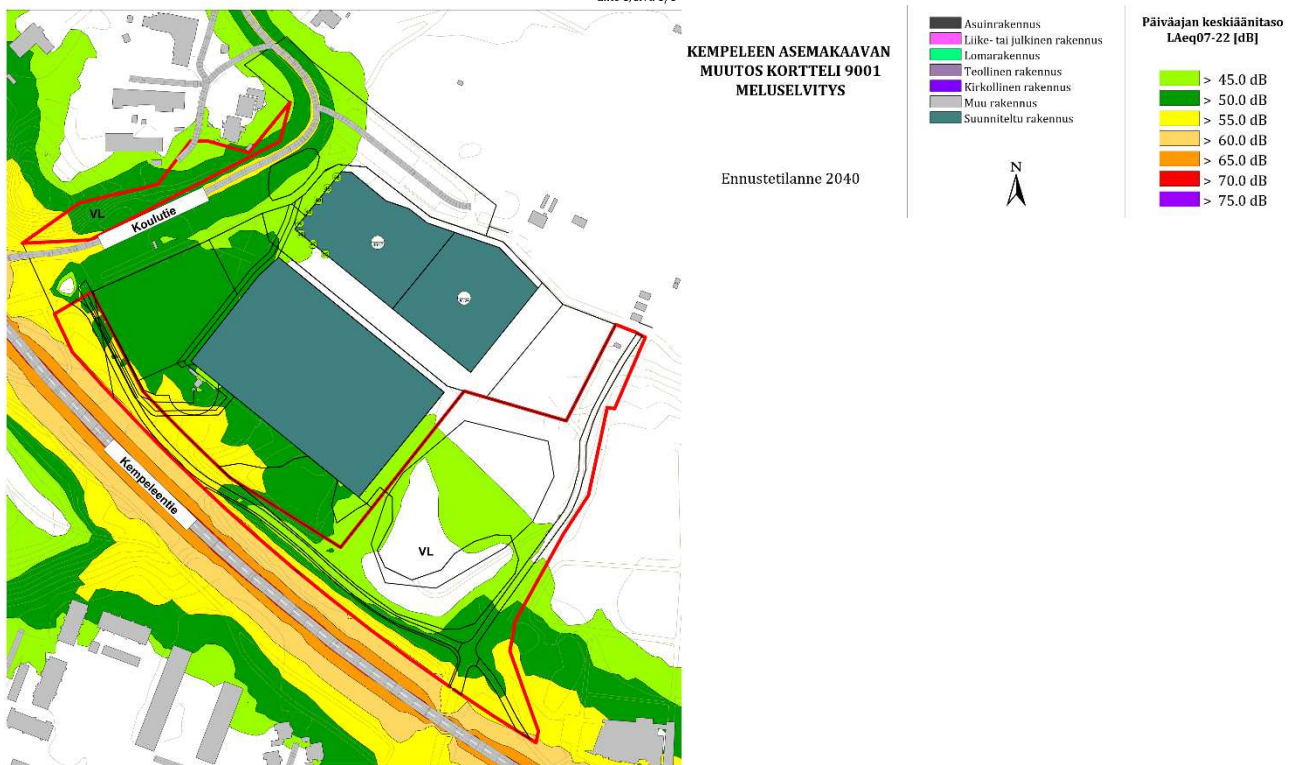 KEMPELEEN ASEMAKAAVAN
MUUTOS KORTTELI 9001
MELUSELVITYS
Ennustetilanne 2040
Asuinrakennus
Liike- tai julkinen rakennus
Lomarakennus
Teollinen rakennus
Kirkollinen rakennus
Muu rakennus
Suunniteltu rakennus
N
Päiväajan keskiäänitaso
LAeq07-22 [dB]
> 45.0 dB
> 50.0 dB
> 55.0 dB
> 60.0 dB
> 65.0 dB
> 70.0 dB
> 75.0 dB
VL
Koulutie
Kempeleentie
VL